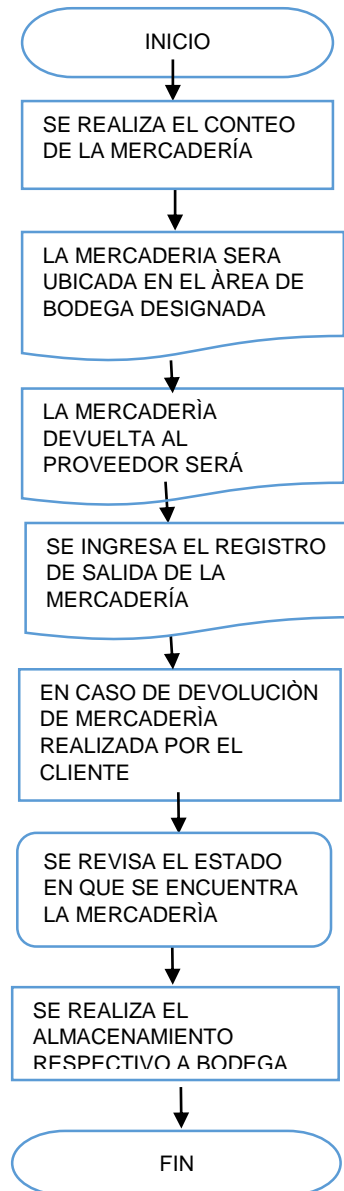 INICIO
SE REALIZA EL CONTEO
DE LA MERCADERÍA
LA MERCADERIA SERA
UBICADA EN EL ÀREA DE
BODEGA DESIGNADA
LA MERCADERÌA
DEVUELTA AL
PROVEEDOR SERÁ
SE INGRESA EL REGISTRO
DE SALIDA DE LA
MERCADERÍA
EN CASO DE DEVOLUCIÒN
DE MERCADERÌA
REALIZADA POR EL
CLIENTE
SE REVISA EL ESTADO
EN QUE SE ENCUENTRA
LA MERCADERÌA
SE REALIZA EL
ALMACENAMIENTO
RESPECTIVO A BODEGA
FIN